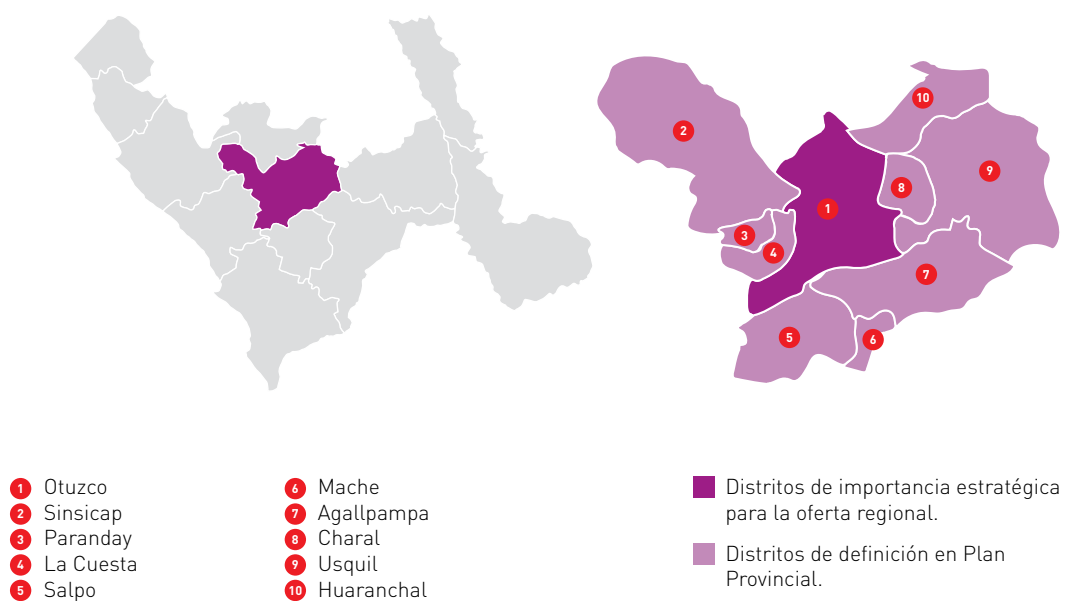 10
2
9
8
1
3
4
7
5
6
1 Otuzco
2 Sinsicap
3 Paranday
4 La Cuesta
5 Salpo
6 Mache
7 Agallpampa
8 Charal
9 Usquil
10 Huaranchal
Distritos de importancia estratégica
para la oferta regional.
Distritos de definición en Plan
Provincial.